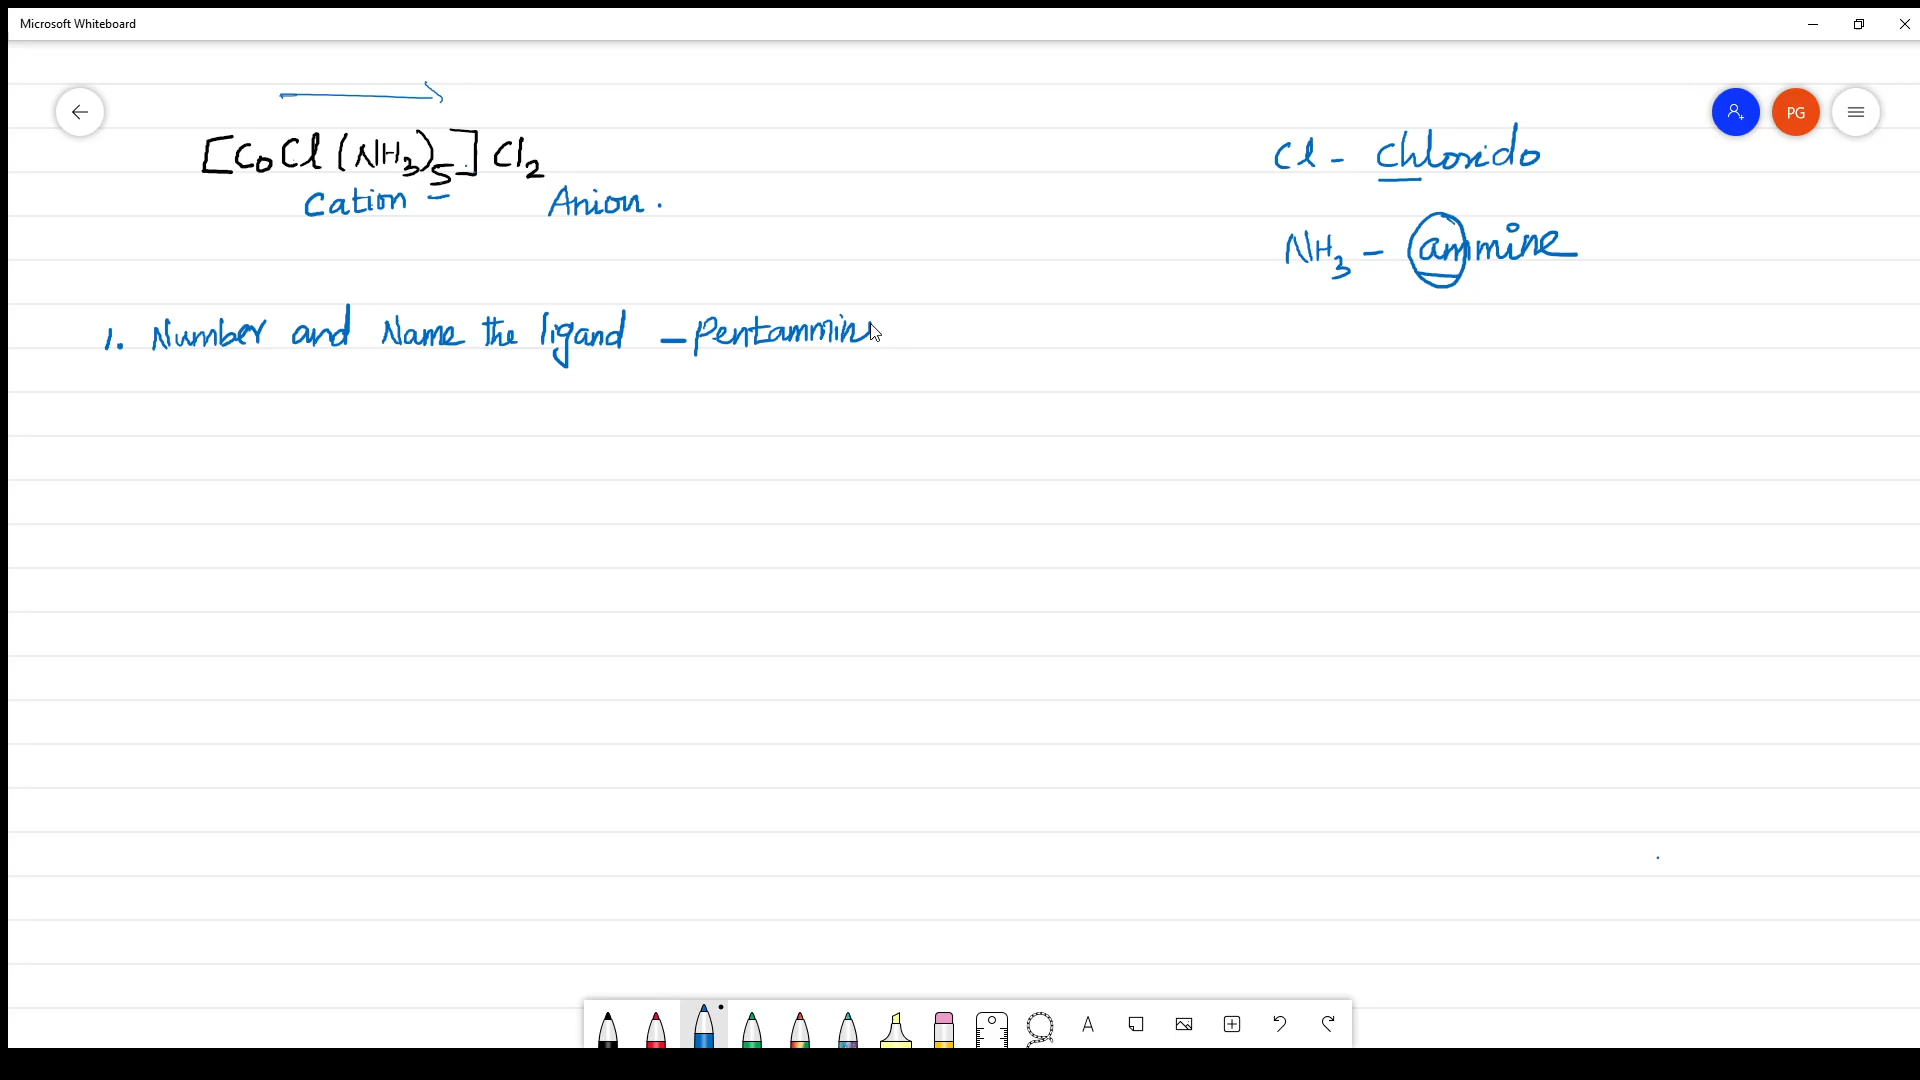 Microsoft Whiteboard
[CoCl(NH₃)₅]Cl₂
Cation - Anion.
Cl - Chlorido
NH₃ - ammine
PG
1. Number and Name the ligand - Pentammin
A